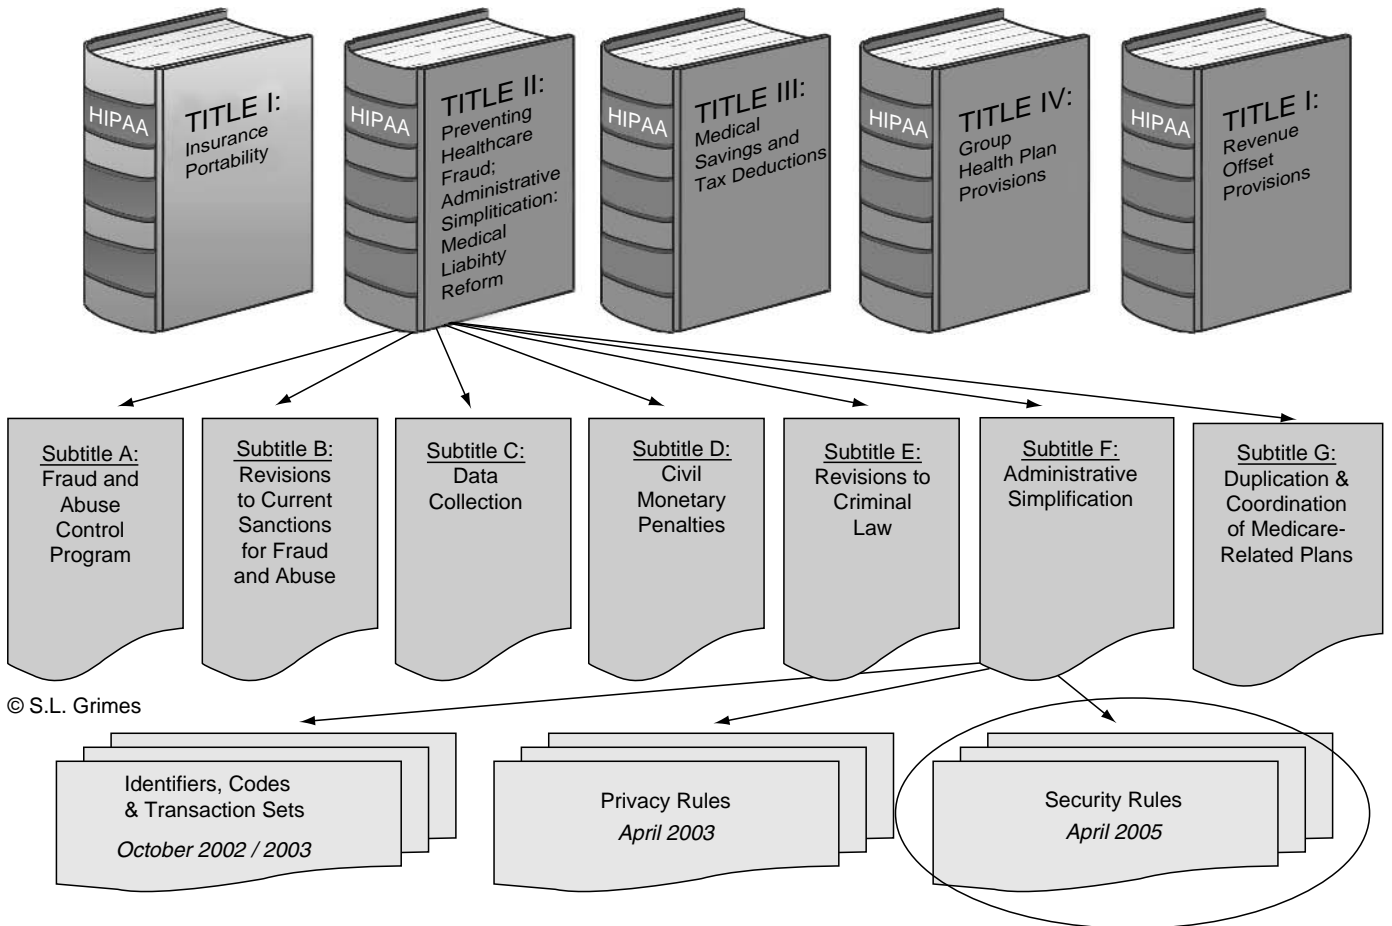 HIPAA
TITLE I:
Insurance
Portability
HIPAA
TITLE II:
Preventing
Healthcare
Fraud;
Administrative
Simplitication:
Medical
Liabihty
Reform
HIPAA
TITLE III:
Medical
Savings and
Tax Deductions
HIPAA
TITLE IV:
Group
Health Plan
Provisions
HIPAA
TITLE I:
Revenue
Offset
Provisions
Subtitle A:
Fraud and
Abuse
Control
Program
Subtitle B:
Revisions
to Current
Sanctions
for Fraud
and Abuse
Subtitle C:
Data
Collection
Subtitle D:
Civil
Monetary
Penalties
Subtitle E:
Revisions to
Criminal
Law
Subtitle F:
Administrative
Simplification
Subtitle G:
Duplication &
Coordination
of Medicare-
Related Plans
© S.L. Grimes
Identifiers, Codes
& Transaction Sets
October 2002 / 2003
Privacy Rules
April 2003
Security Rules
April 2005